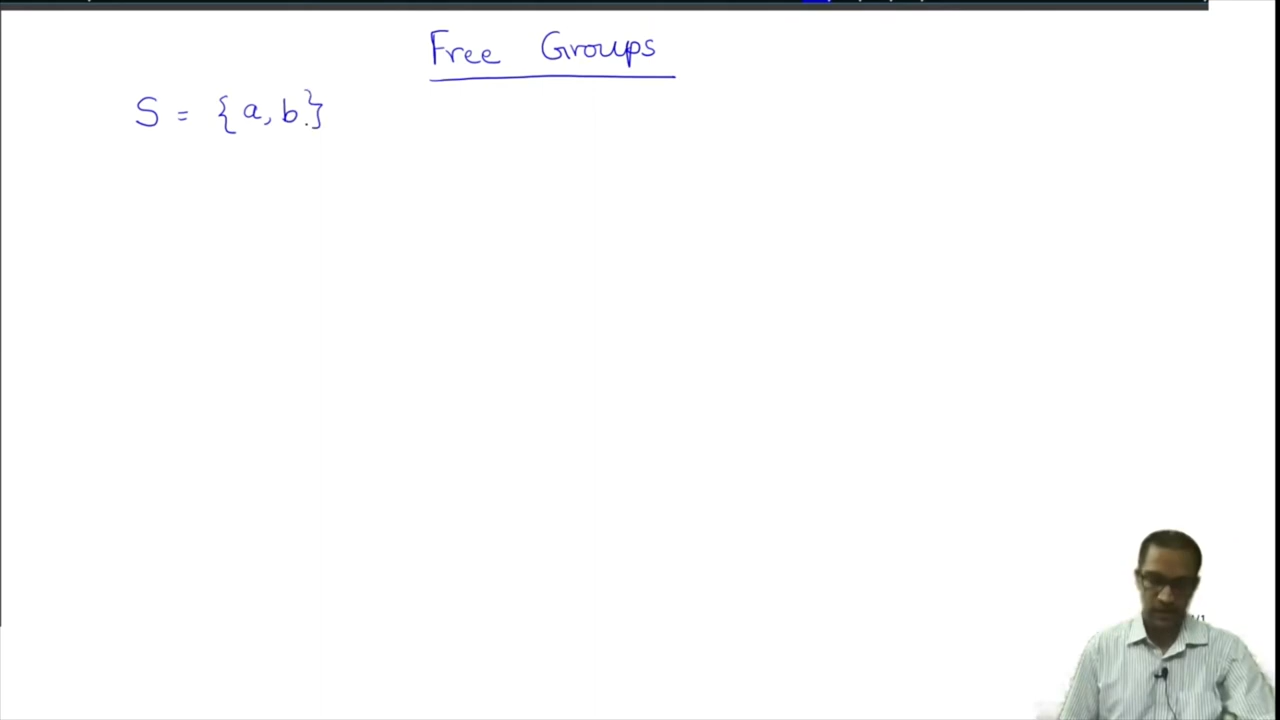 Free Groups
S = {a, b}